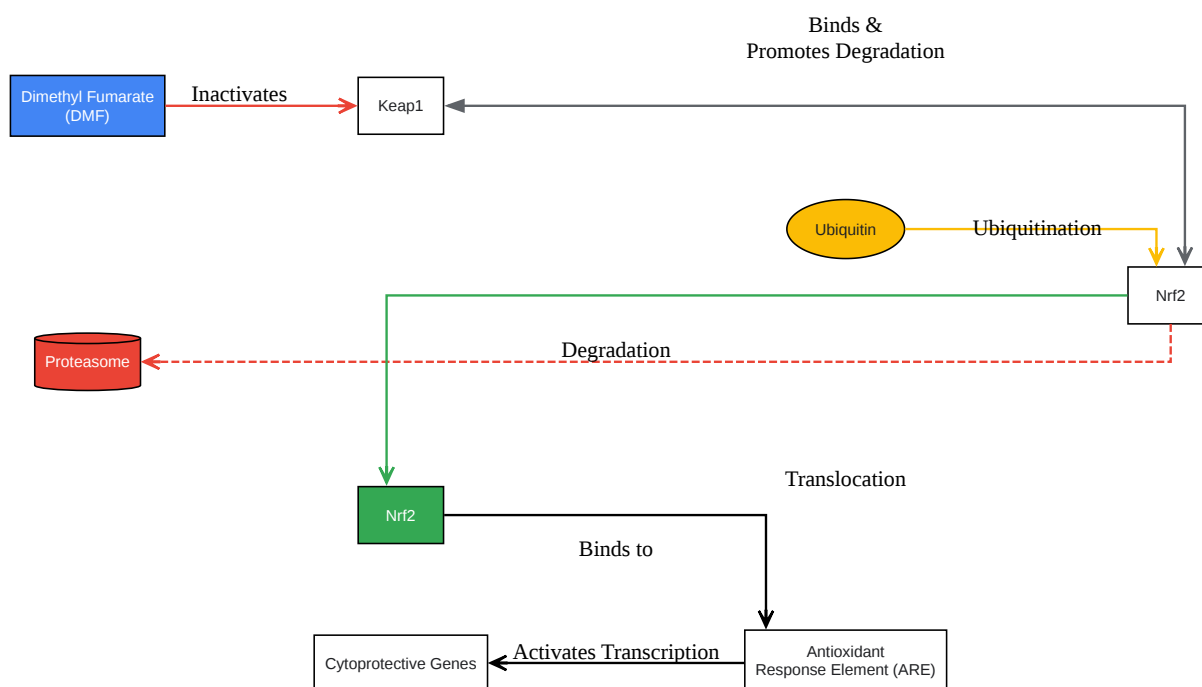 Binds &
Promotes Degradation
Dimethyl Fumarate
(DMF)
Inactivates
Keap1
Ubiquitin
Ubiquitination
Nrf2
Degradation
Proteasome
Translocation
Nrf2
Binds to
Cytoprotective Genes
Activates Transcription
Antioxidant
Response Element (ARE)